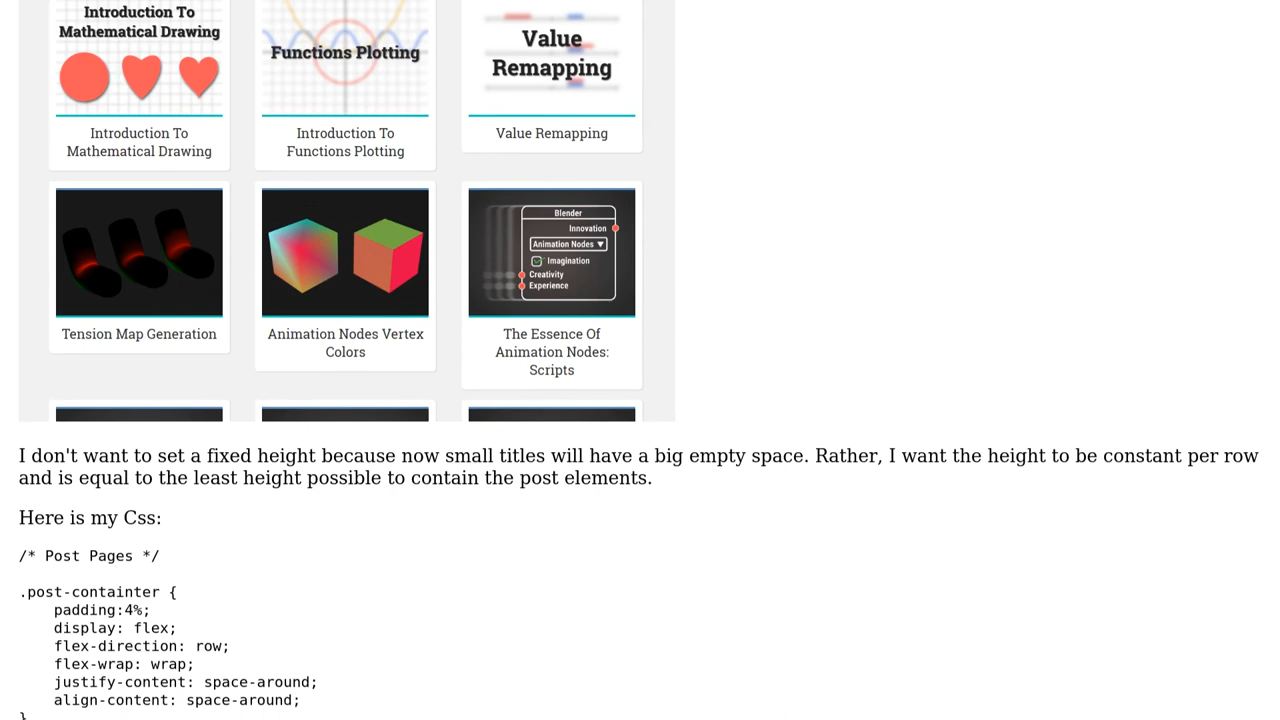 Introduction To
Mathematical Drawing
Functions Plotting
Value
Remapping
Introduction To
Mathematical Drawing
Introduction To
Functions Plotting
Value Remapping
Blender
Innovation
Animation Nodes ▼
Imagination
Creativity
Experience
Tension Map Generation
Animation Nodes Vertex
Colors
The Essence Of
Animation Nodes:
Scripts
I don't want to set a fixed height because now small titles will have a big empty space. Rather, I want the height to be constant per row
and is equal to the least height possible to contain the post elements.
Here is my Css:
/* Post Pages */
.post-containter {
    padding:4%;
    display: flex;
    flex-direction: row;
    flex-wrap: wrap;
    justify-content: space-around;
    align-content: space-around;
}